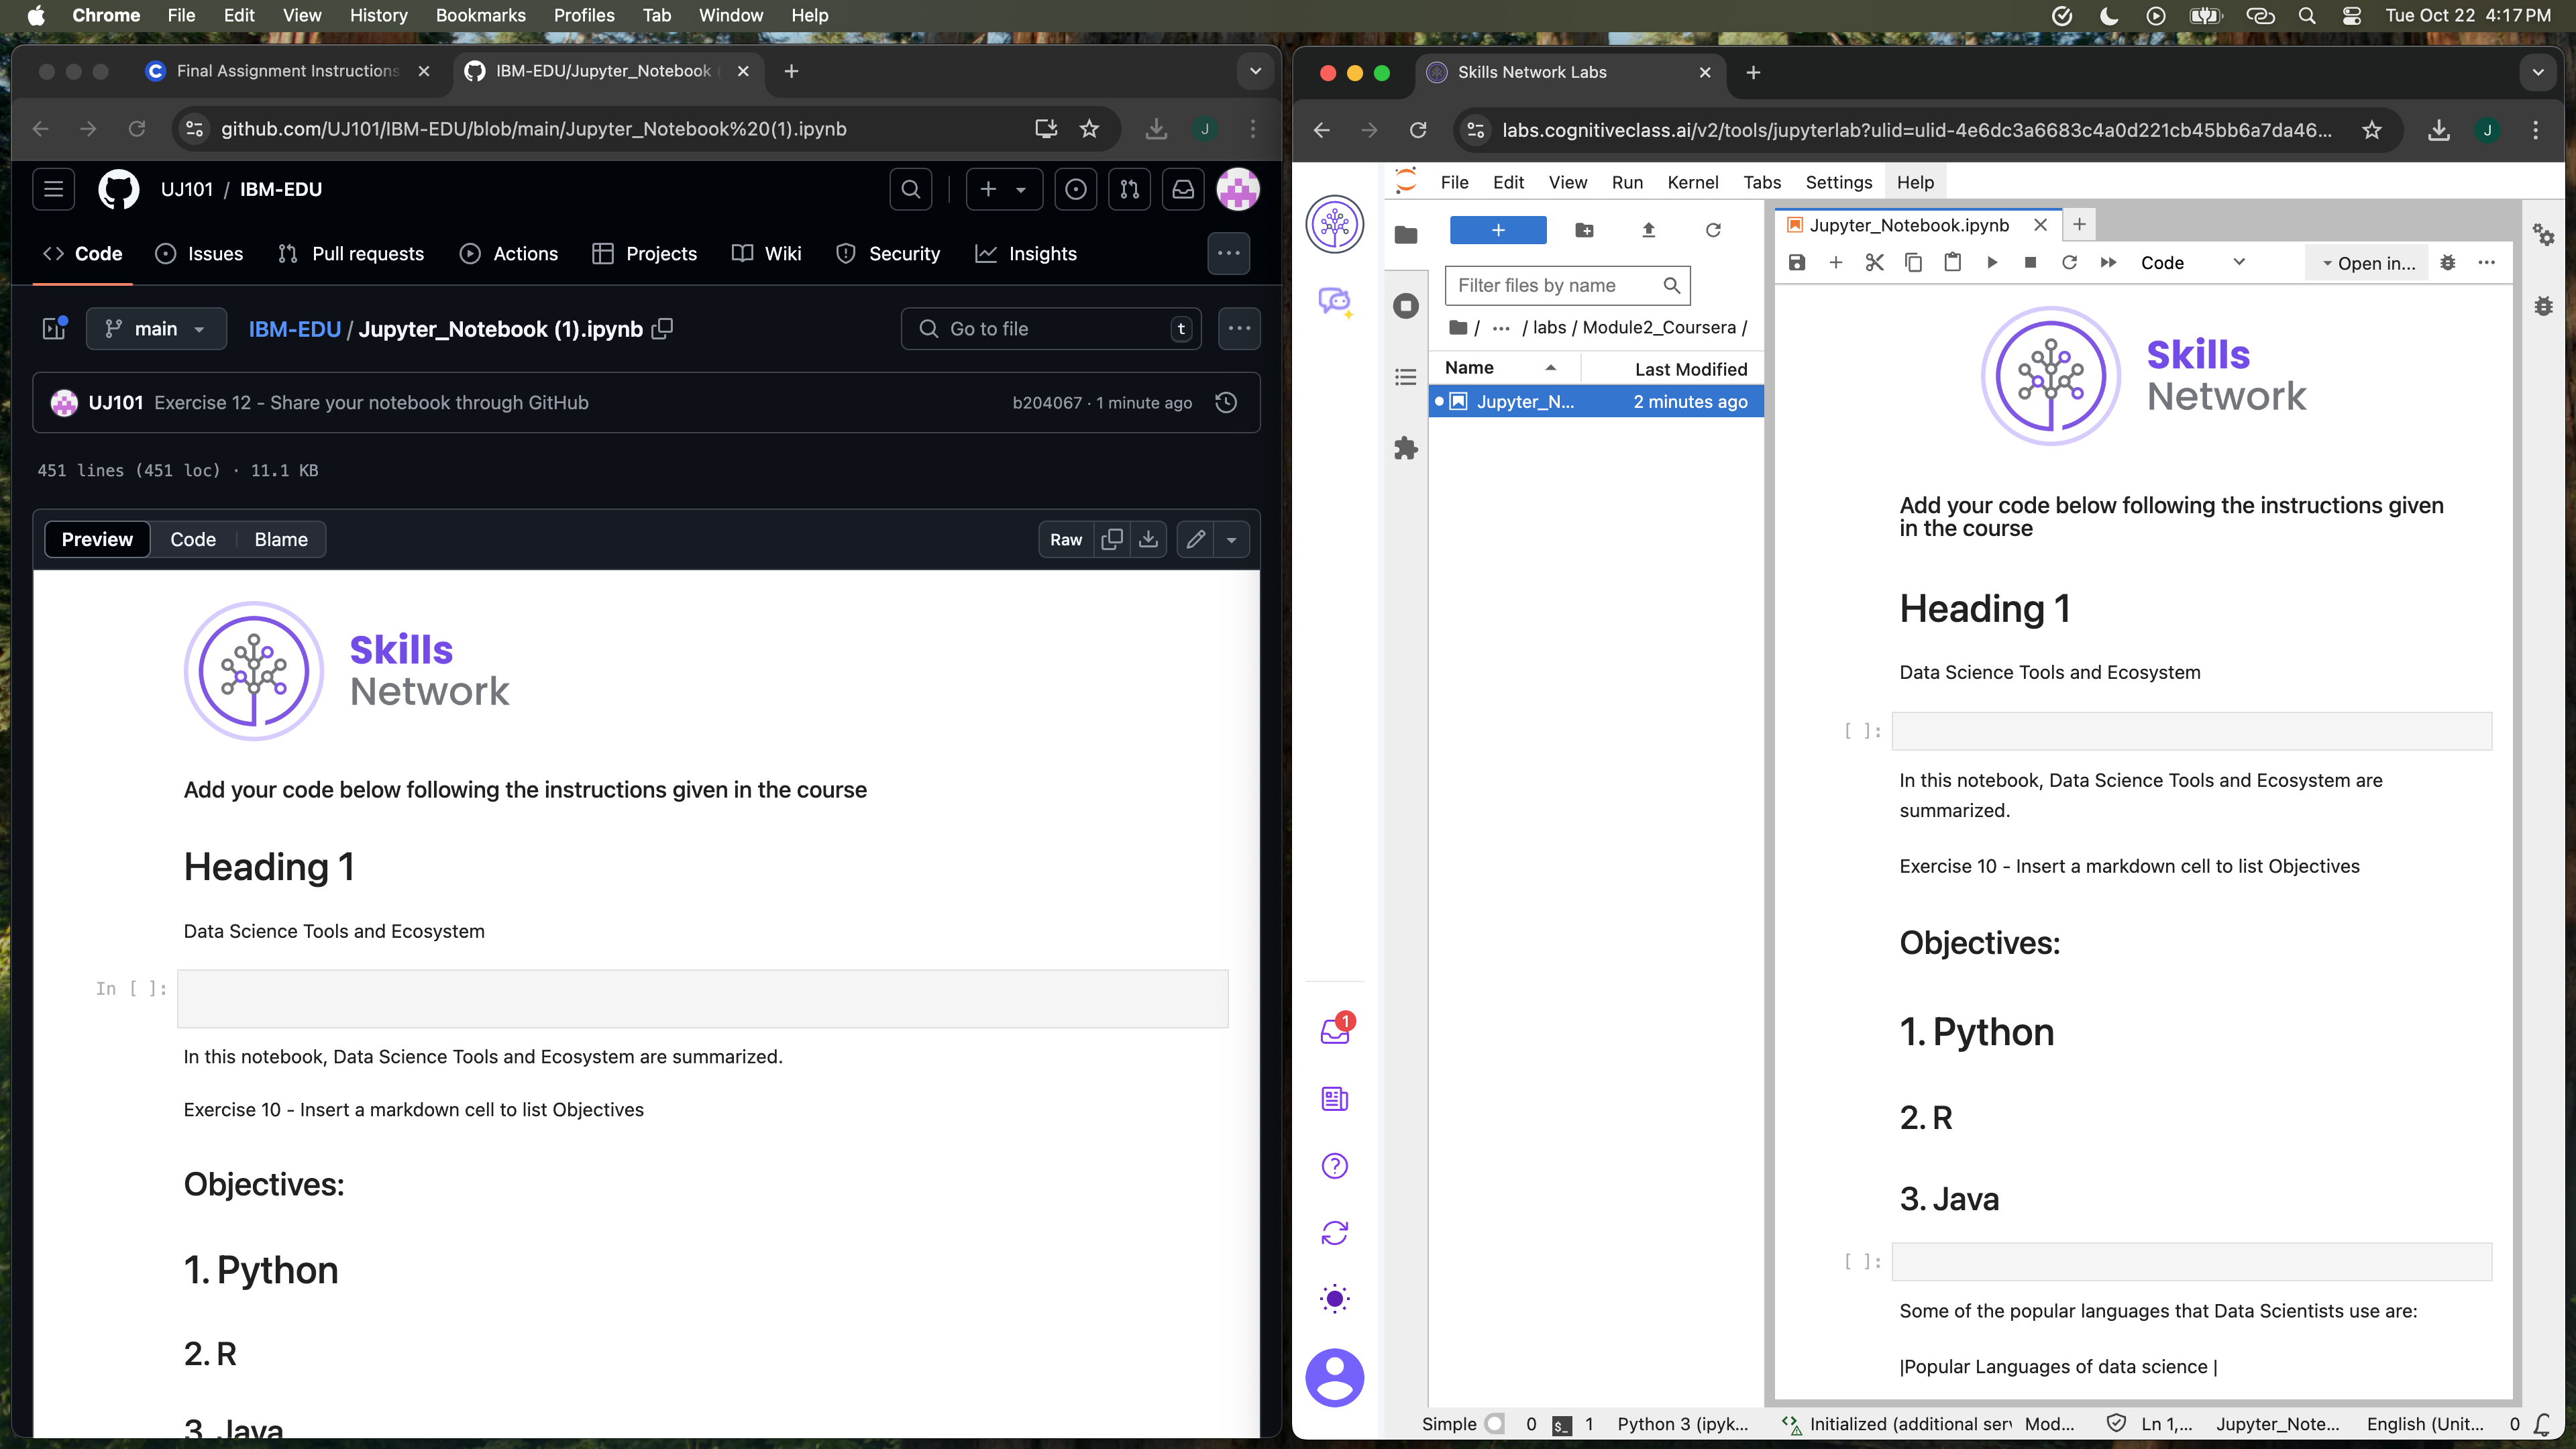 Chrome File Edit View History Bookmarks Profiles Tab Window Help
Tue Oct 22 4:17 PM
Final Assignment Instructions
IBM-EDU/Jupyter_Notebook (
github.com/UJ101/IBM-EDU/blob/main/Jupyter_Notebook%20(1).ipynb
J
UJ101 / IBM-EDU
Code Issues Pull requests Actions Projects Wiki Security Insights
main
IBM-EDU / Jupyter_Notebook (1).ipynb
Go to file
t
UJ101 Exercise 12 - Share your notebook through GitHub
b204067 · 1 minute ago
451 lines (451 loc) · 11.1 KB
Preview Code Blame
Raw
Skills
Network
Add your code below following the instructions given in the course
Heading 1
Data Science Tools and Ecosystem
In [ ]:
In this notebook, Data Science Tools and Ecosystem are summarized.
Exercise 10 - Insert a markdown cell to list Objectives
Objectives:
1. Python
2. R
3. Java
Skills Network Labs
labs.cognitiveclass.ai/v2/tools/jupyterlab?ulid=ulid-4e6dc3a6683c4a0d221cb45bb6a7da46...
J
File Edit View Run Kernel Tabs Settings Help
Filter files by name
/ ... / labs / Module2_Coursera /
Name Last Modified
Jupyter_N... 2 minutes ago
1
Jupyter_Notebook.ipynb
Code
Open in...
Skills
Network
Add your code below following the instructions given
in the course
Heading 1
Data Science Tools and Ecosystem
[ ]:
In this notebook, Data Science Tools and Ecosystem are
summarized.
Exercise 10 - Insert a markdown cell to list Objectives
Objectives:
1. Python
2. R
3. Java
[ ]:
Some of the popular languages that Data Scientists use are:
|Popular Languages of data science |
Simple 0 $_ 1 Python 3 (ipyk... Initialized (additional serv Mod... Ln 1,... Jupyter_Note... English (Unit... 0